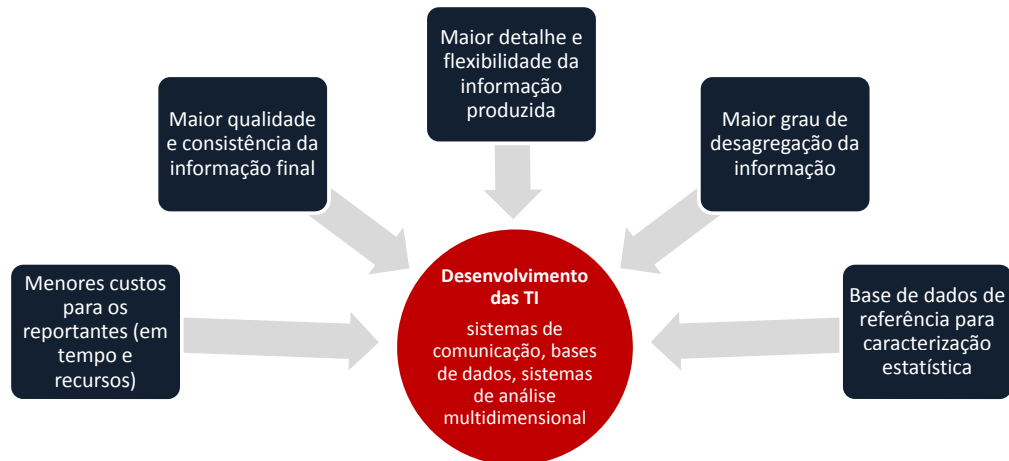 Maior detalhe e
flexibilidade da
informação
produzida
Maior qualidade
e consistência da
informação final
Maior grau de
desagregação da
informação
Menores custos
para os
reportantes (em
tempo e
recursos)
Desenvolvimento
das TI
sistemas de
comunicação, bases
de dados, sistemas
de análise
multidimensional
Base de dados de
referência para
caracterização
estatística